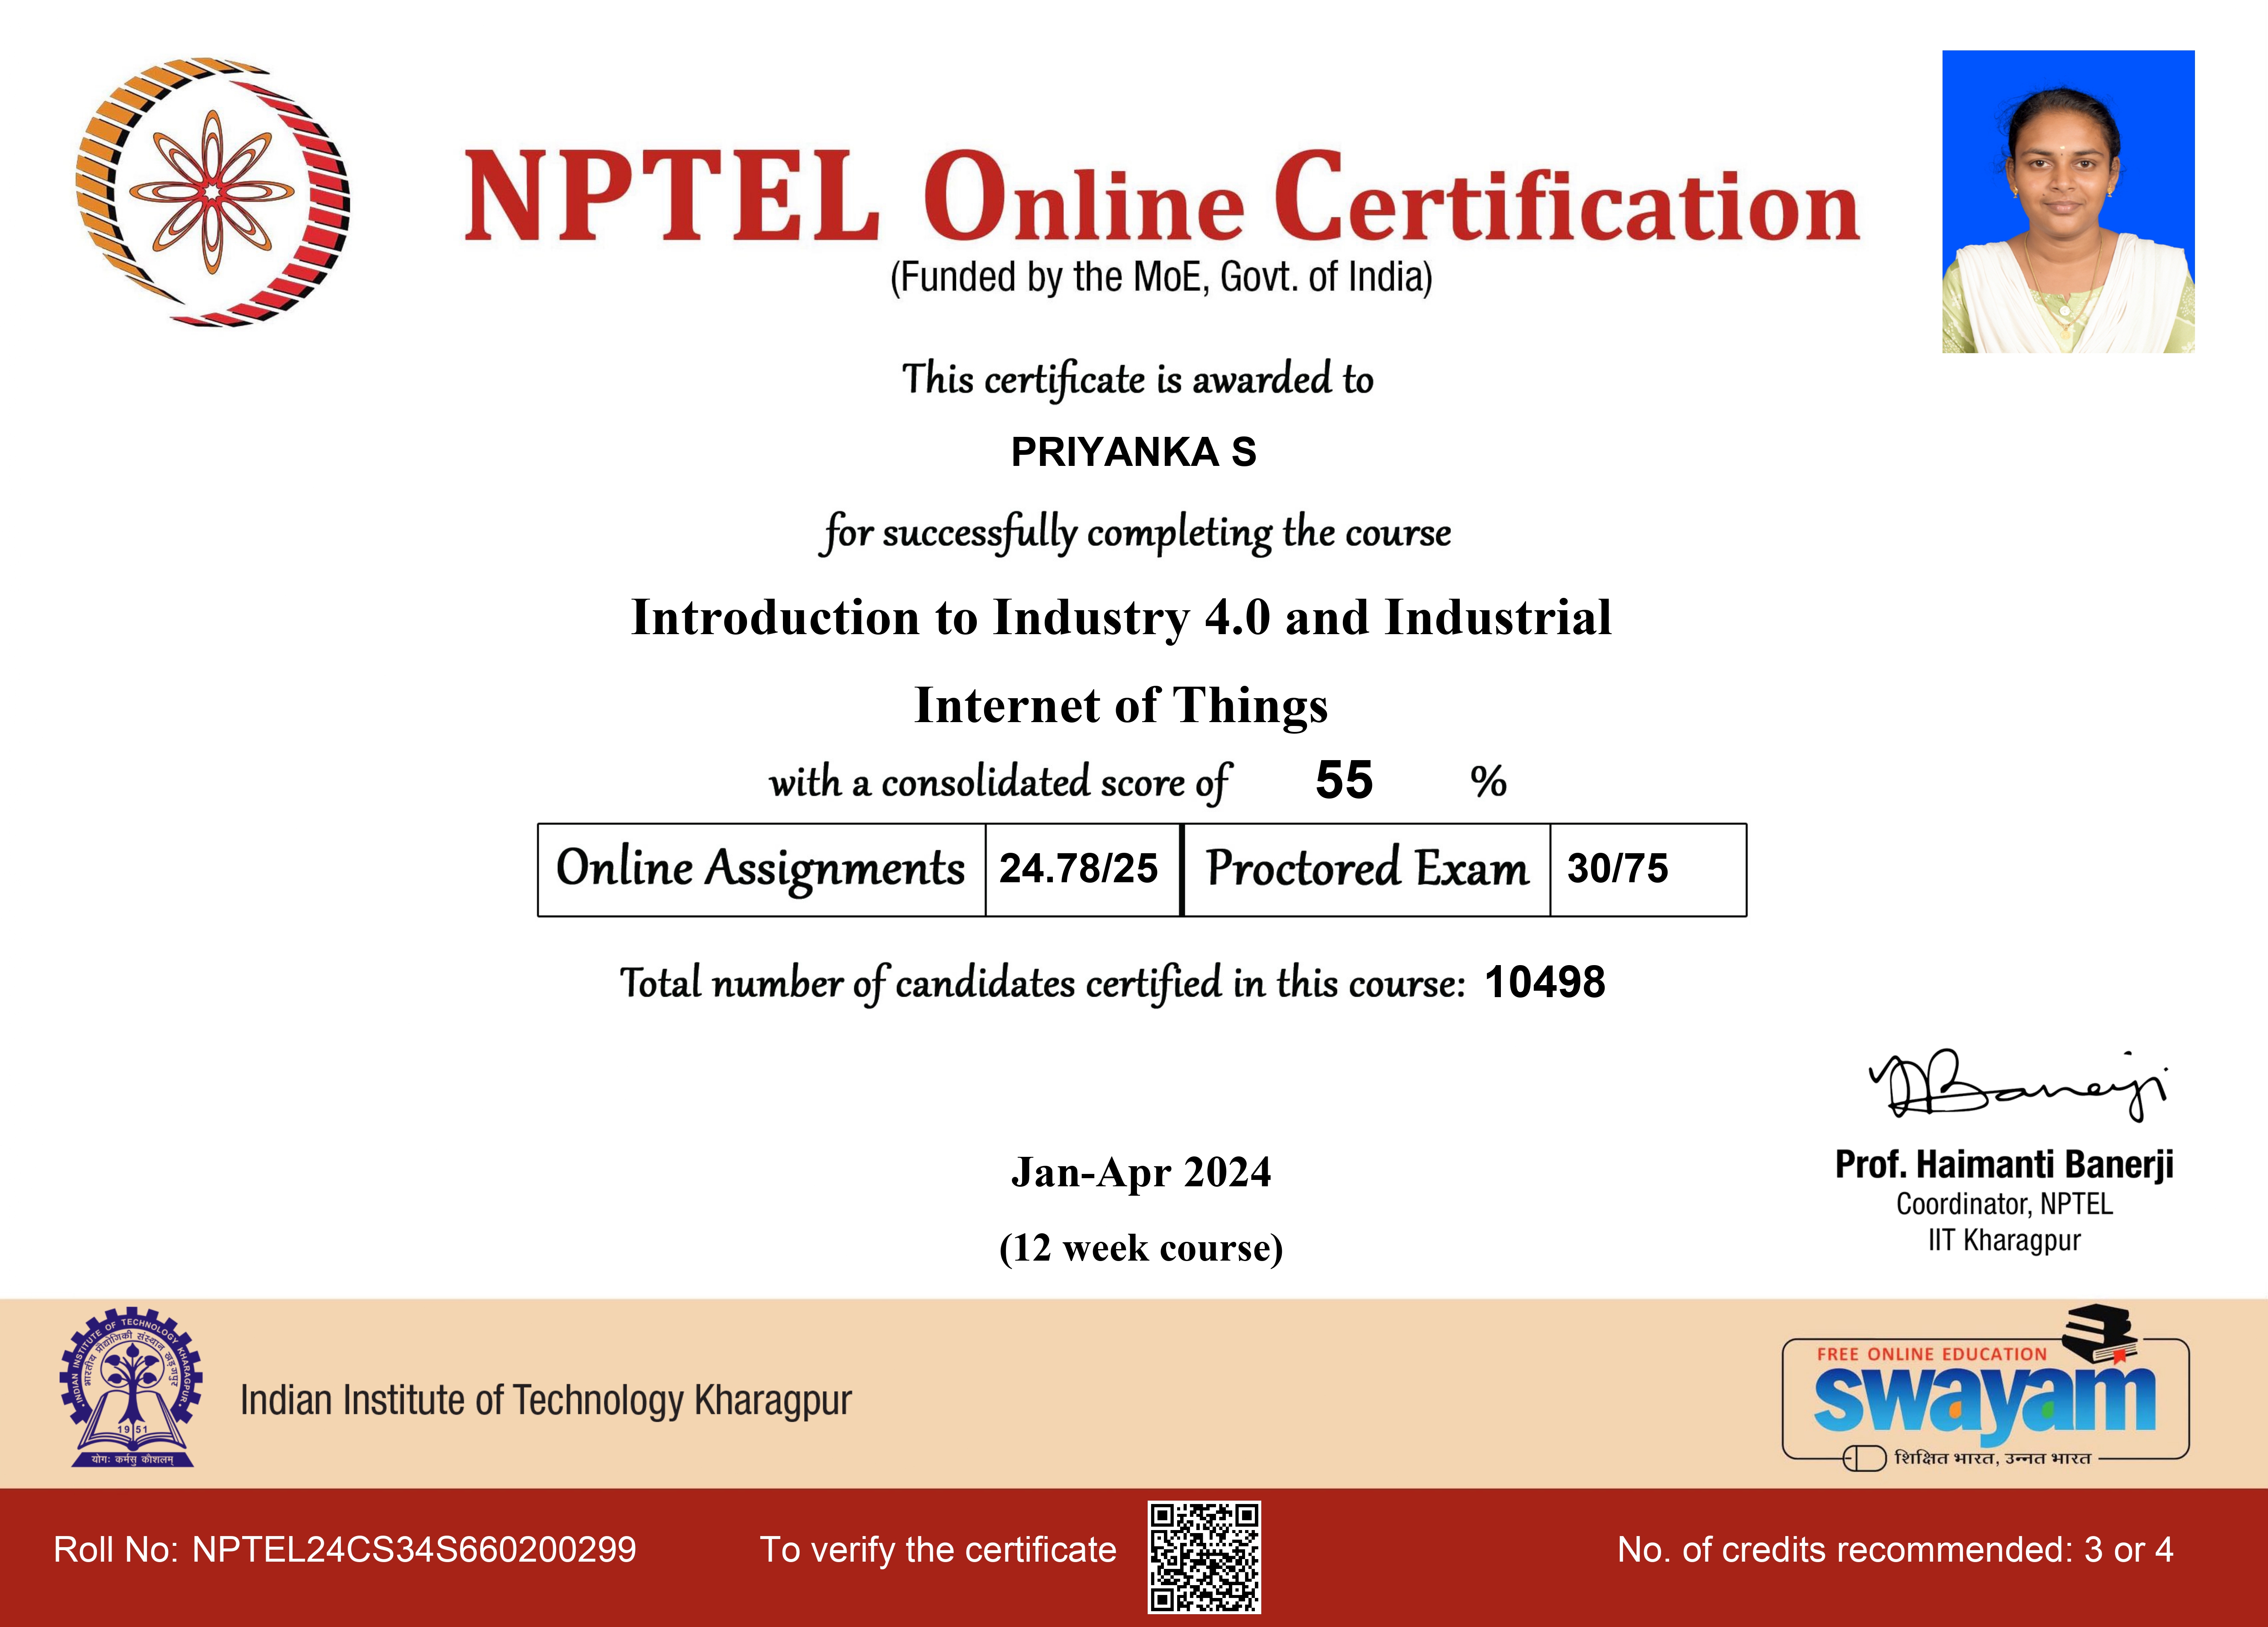 NPTEL Online Certification
(Funded by the MoE, Govt. of India)
This certificate is awarded to
PRIYANKA S
for successfully completing the course
Introduction to Industry 4.0 and Industrial
Internet of Things
with a consolidated score of 55 %
Online Assignments 24.78/25 Proctored Exam 30/75
Total number of candidates certified in this course: 10498
Banerji
Prof. Haimanti Banerji
Coordinator, NPTEL
IIT Kharagpur
Jan-Apr 2024
(12 week course)
INDIAN INSTITUTE OF TECHNOLOGY KHARAGPUR
भारतीय प्रौद्योगिकी संस्थान खड़गपुर
1951
योगः कर्मसु कौशलम्
Indian Institute of Technology Kharagpur
FREE ONLINE EDUCATION
swayam
शिक्षित भारत, उन्नत भारत
Roll No: NPTEL24CS34S660200299
To verify the certificate
No. of credits recommended: 3 or 4